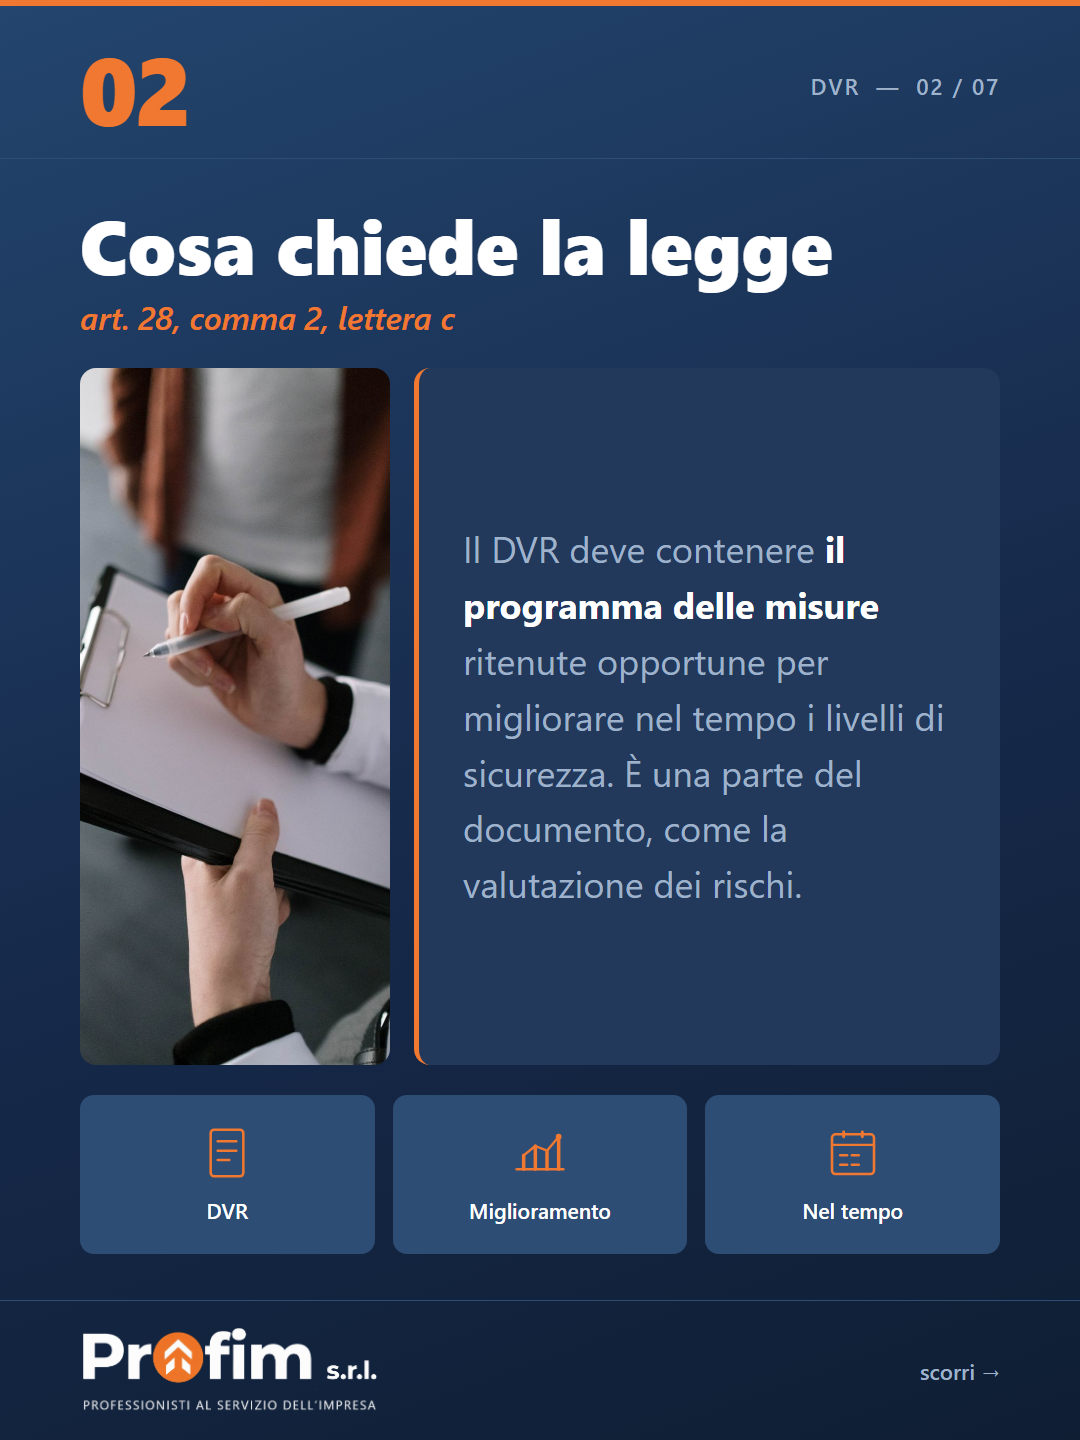 02
DVR — 02 / 07
Cosa chiede la legge
art. 28, comma 2, lettera c
Il DVR deve contenere il
programma delle misure
ritenute opportune per
migliorare nel tempo i livelli di
sicurezza. È una parte del
documento, come la
valutazione dei rischi.
DVR
Miglioramento
Nel tempo
Profim s.r.l.
PROFESSIONISTI AL SERVIZIO DELL'IMPRESA
scorri →